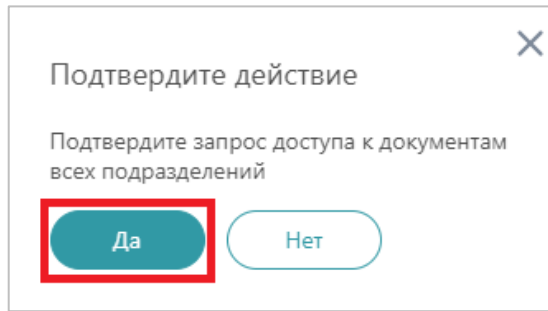 Подтвердите действие
Подтвердите запрос доступа к документам
всех подразделений
Да
Нет